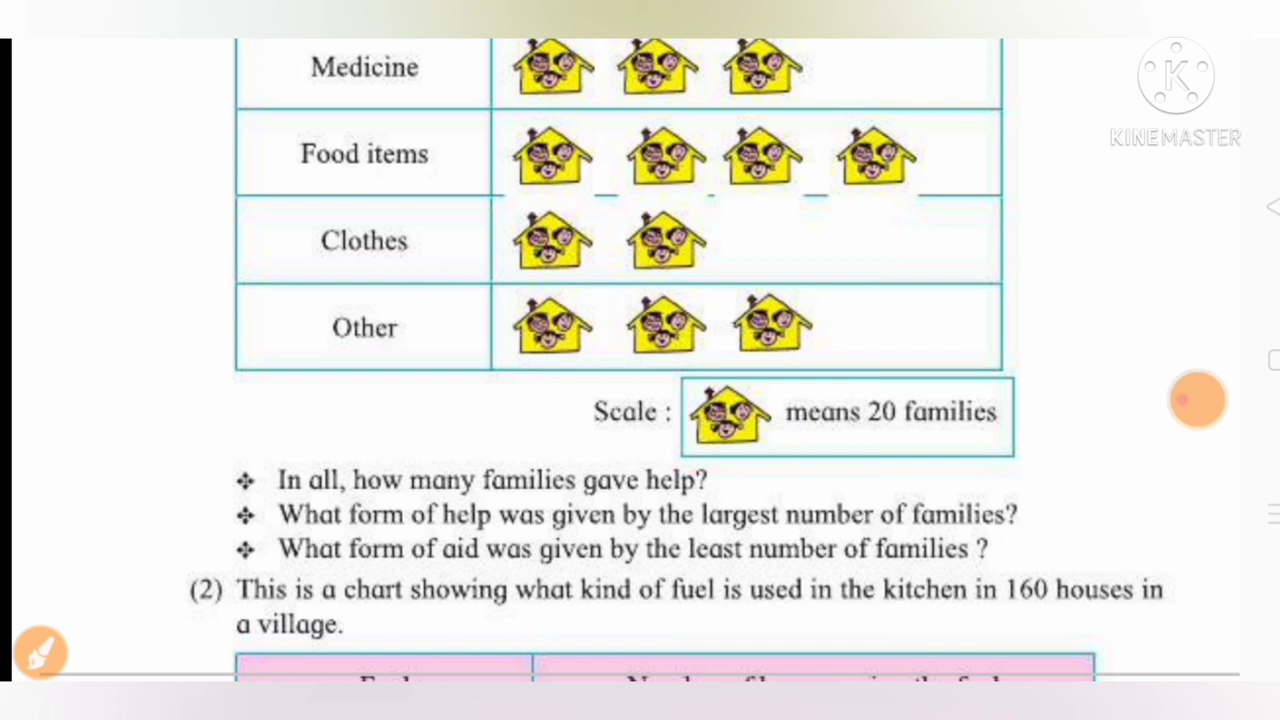 Medicine
KINEMASTER
Food items
Clothes
Other
Scale : means 20 families
❖ In all, how many families gave help?
❖ What form of help was given by the largest number of families?
❖ What form of aid was given by the least number of families ?
(2) This is a chart showing what kind of fuel is used in the kitchen in 160 houses in
a village.